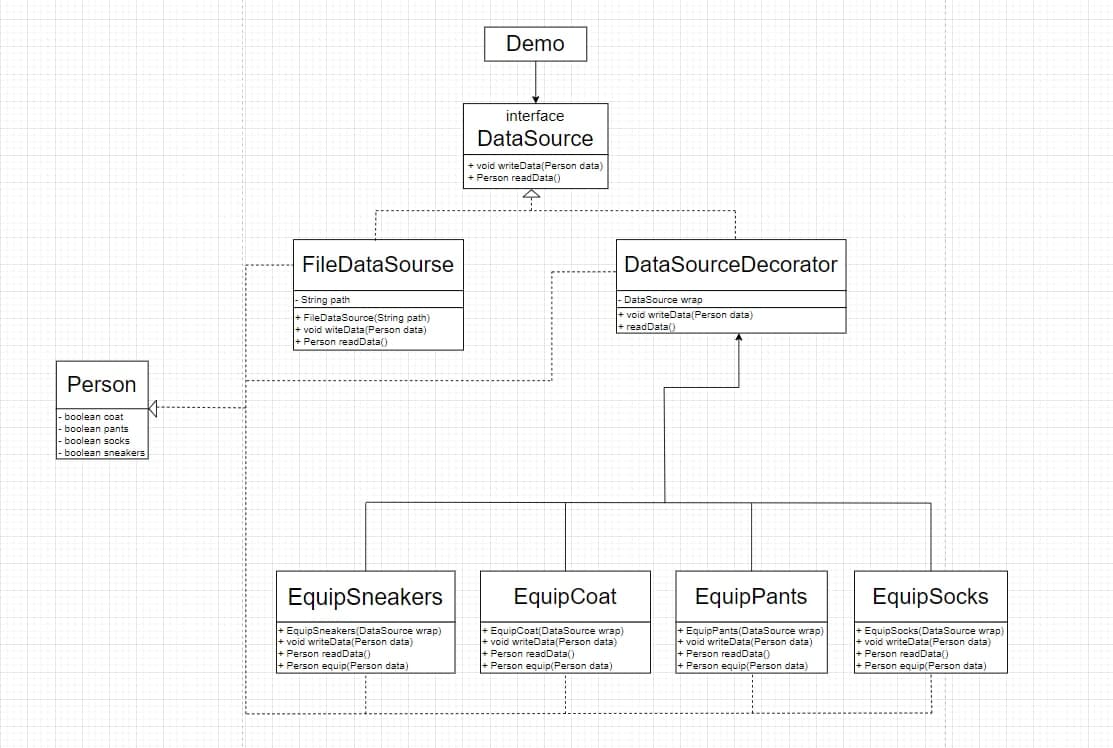 Demo
interface
DataSource
+ void writeData(Person data)
+ Person readData()
FileDataSourse
- String path
+ FileDataSource(String path)
+ void witeData(Person data)
+ Person readData()
DataSourceDecorator
- DataSource wrap
+ void writeData(Person data)
+ readData()
Person
- boolean coat
- boolean pants
- boolean socks
- boolean sneakers
EquipSneakers
+ EquipSneakers(DataSource wrap)
+ void writeData(Person data)
+ Person readData()
+ Person equip(Person data)
EquipCoat
+ EquipCoat(DataSource wrap)
+ void writeData(Person data)
+ Person readData()
+ Person equip(Person data)
EquipPants
+ EquipPants(DataSource wrap)
+ void writeData(Person data)
+ Person readData()
+ Person equip(Person data)
EquipSocks
+ EquipSocks(DataSource wrap)
+ void writeData(Person data)
+ Person readData()
+ Person equip(Person data)